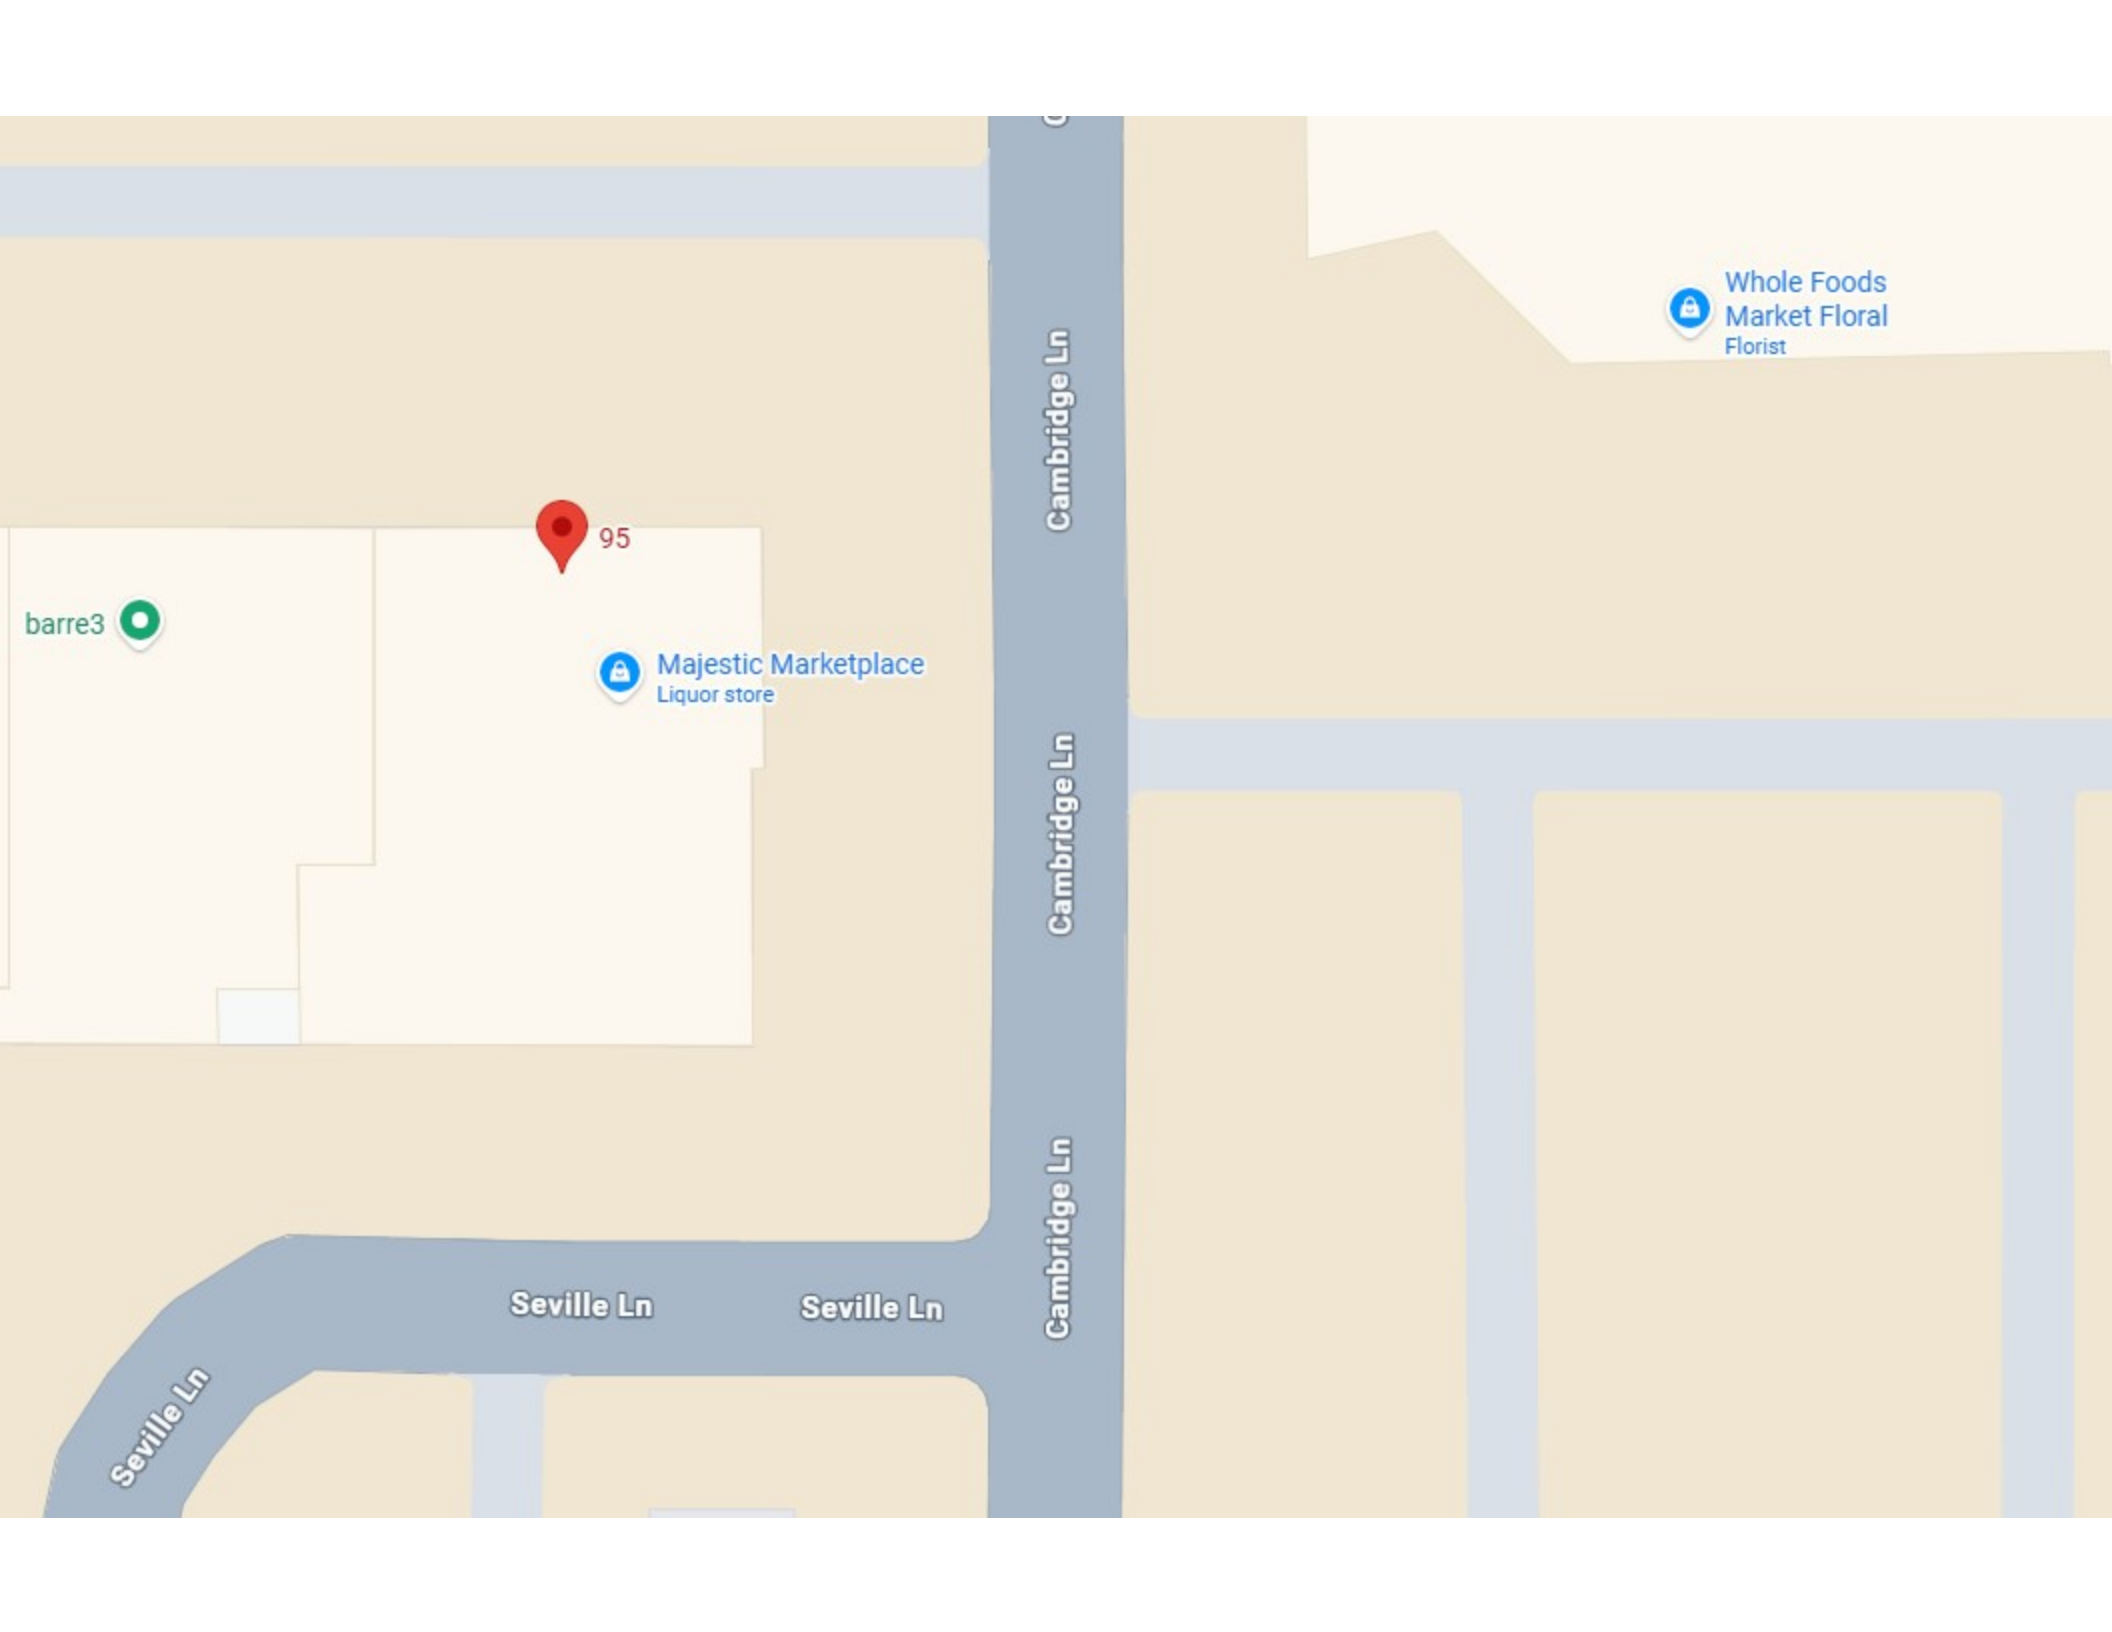 Cambridge Ln
Whole Foods
Market Floral
Florist
95
barre3
Majestic Marketplace
Liquor store
Cambridge Ln
Cambridge Ln
Seville Ln
Seville Ln
Seville Ln